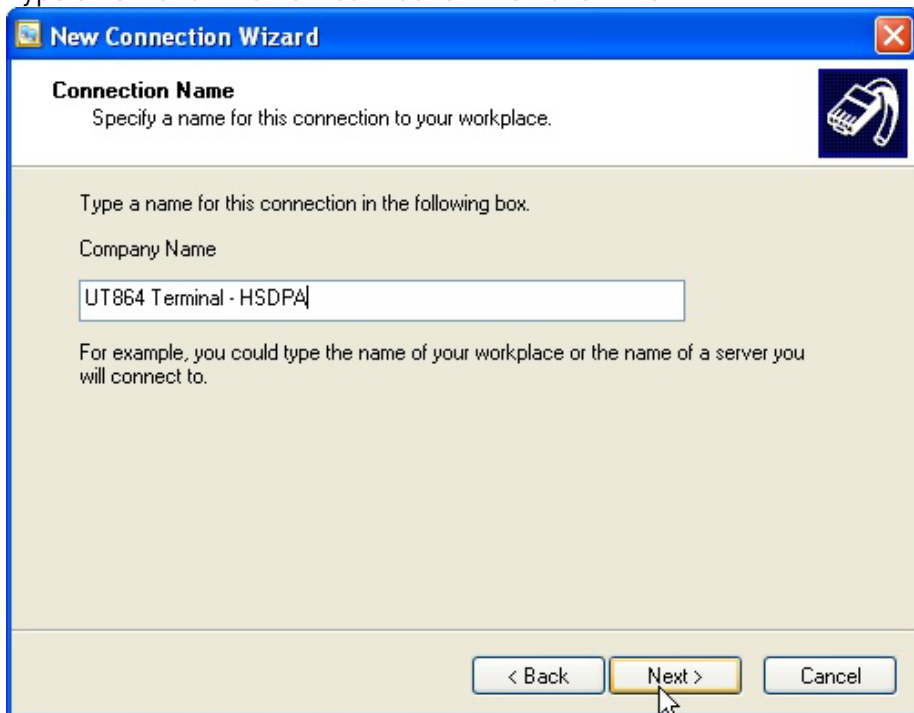 New Connection Wizard
Connection Name
Specify a name for this connection to your workplace.
Type a name for this connection in the following box.
Company Name
UT864 Terminal - HSDPA
For example, you could type the name of your workplace or the name of a server you
will connect to.
< Back
Next >
Cancel